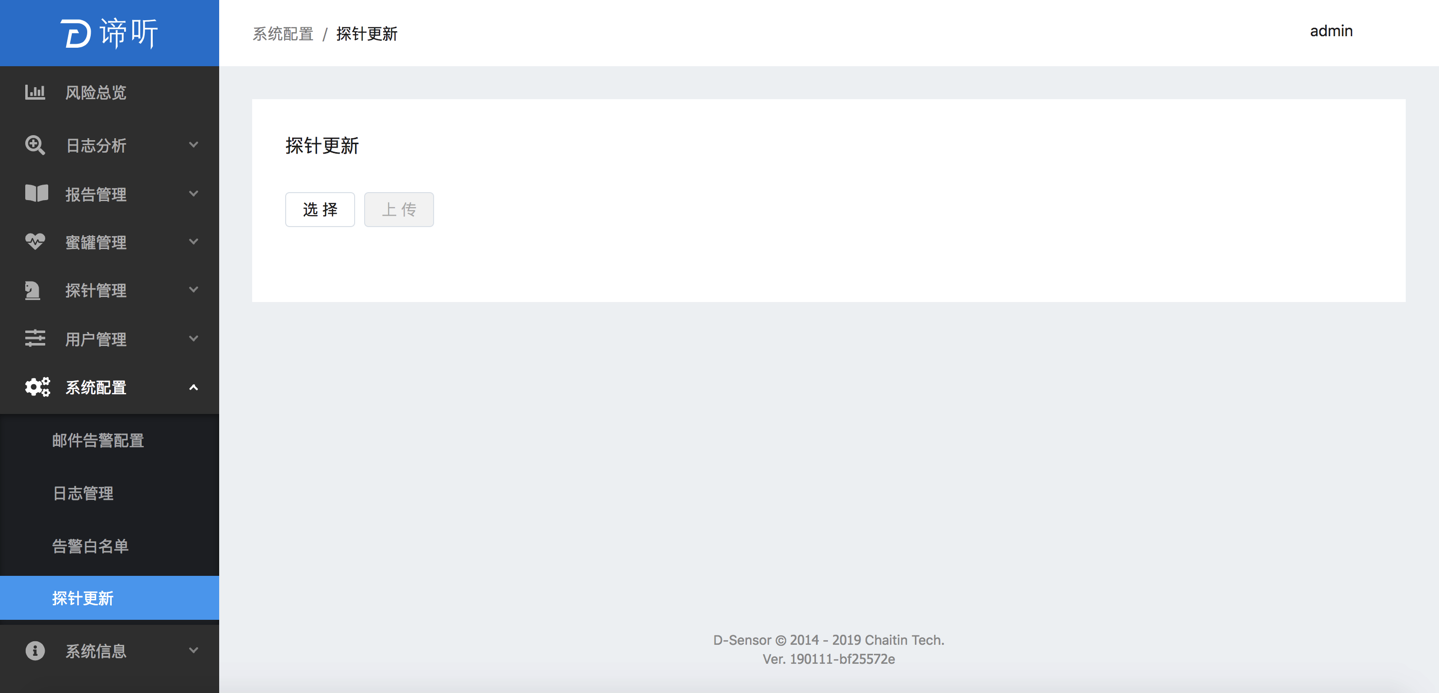 谛听
系统配置 / 探针更新
admin
风险总览
日志分析
报告管理
蜜罐管理
探针管理
用户管理
系统配置
邮件告警配置
日志管理
告警白名单
探针更新
系统信息
探针更新
选 择
上 传
D-Sensor © 2014 - 2019 Chaitin Tech.
Ver. 190111-bf25572e